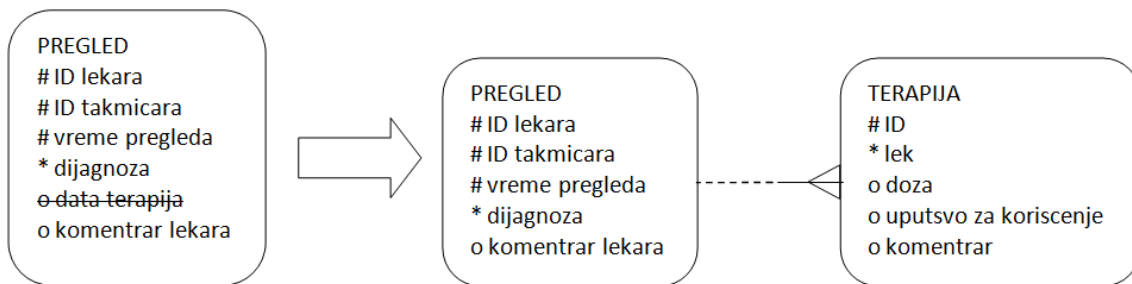 PREGLED
# ID lekara
# ID takmicara
# vreme pregleda
* dijagnoza
o data terapija
o komentrar lekara
PREGLED
# ID lekara
# ID takmicara
# vreme pregleda
* dijagnoza
o komentrar lekara
TERAPIJA
# ID
* lek
o doza
o uputsvo za koriscenje
o komentrar